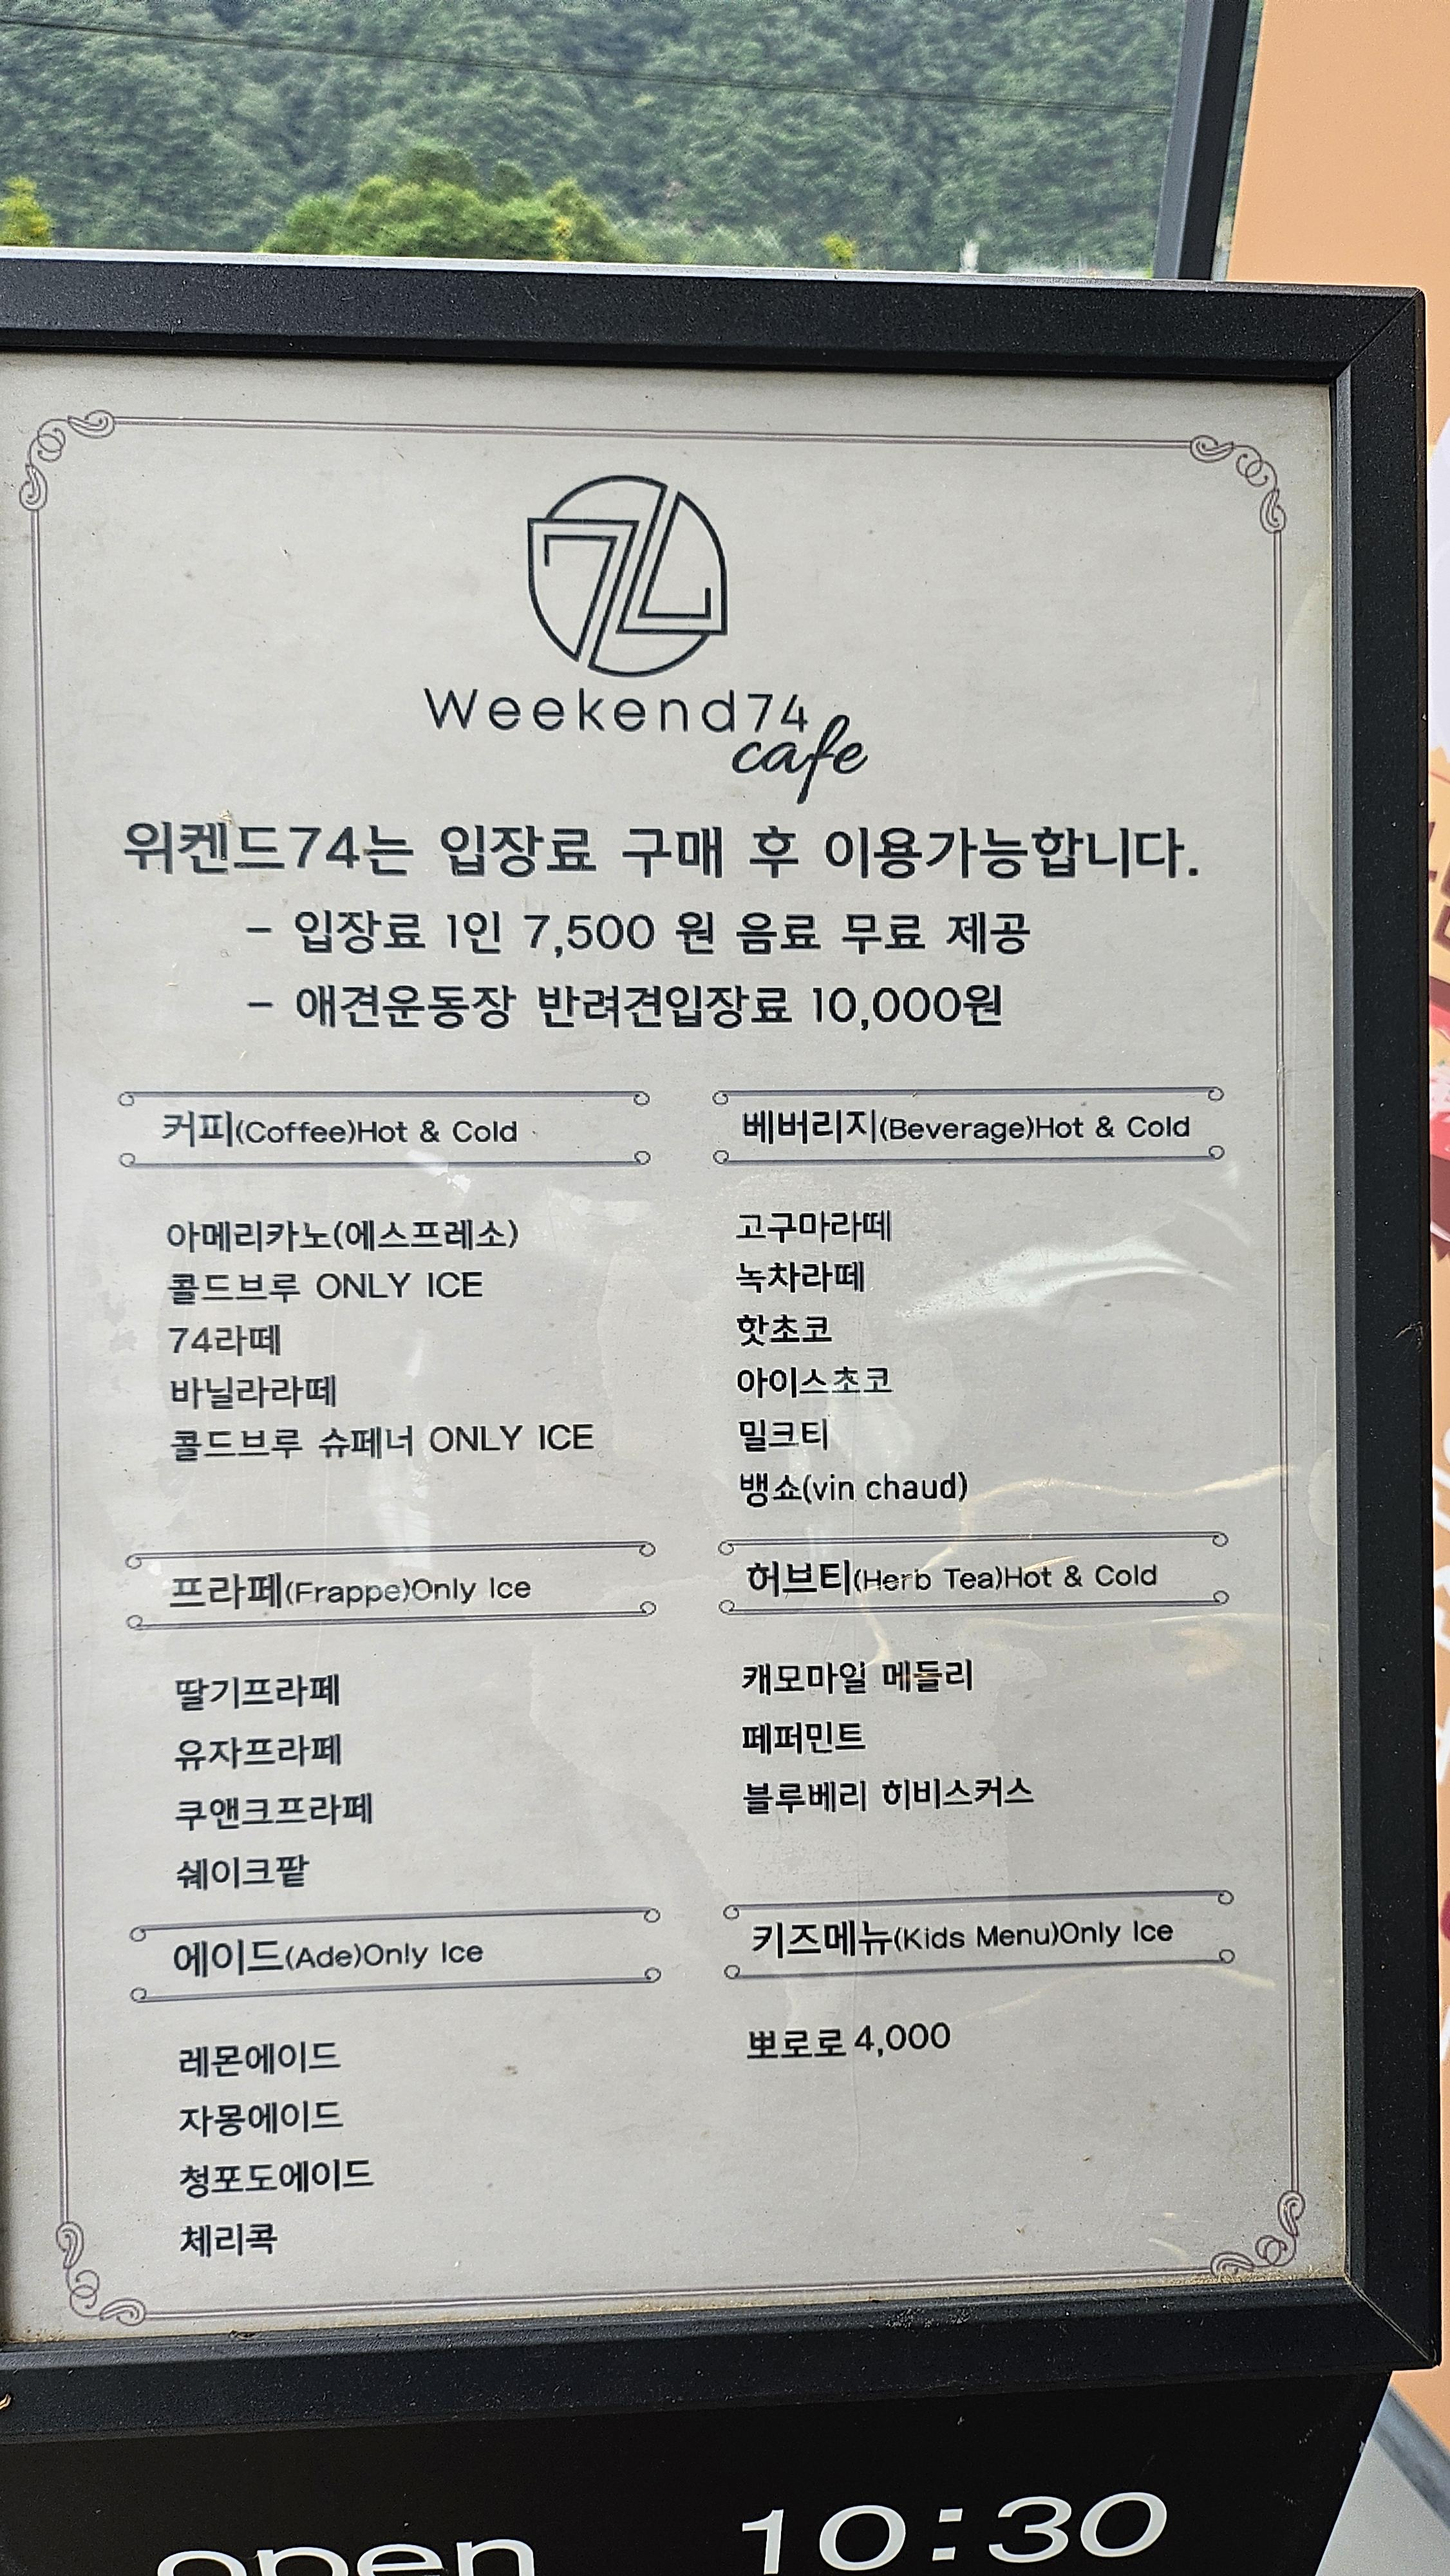 74
Weekend74
cafe
위켄드74는 입장료 구매 후 이용가능합니다.
- 입장료 1인 7,500 원 음료 무료 제공
- 애견운동장 반려견입장료 10,000원
커피(Coffee)Hot & Cold
아메리카노(에스프레소)
콜드브루 ONLY ICE
74라떼
바닐라라떼
콜드브루 슈페너 ONLY ICE
베버리지(Beverage)Hot & Cold
고구마라떼
녹차라떼
핫초코
아이스초코
밀크티
뱅쇼(vin chaud)
프라페(Frappe)Only Ice
딸기프라페
유자프라페
쿠앤크프라페
쉐이크팥
허브티(Herb Tea)Hot & Cold
캐모마일 메들리
페퍼민트
블루베리 히비스커스
에이드(Ade)Only Ice
레몬에이드
자몽에이드
청포도에이드
체리콕
키즈메뉴(Kids Menu)Only Ice
뽀로로 4,000
open 10:30